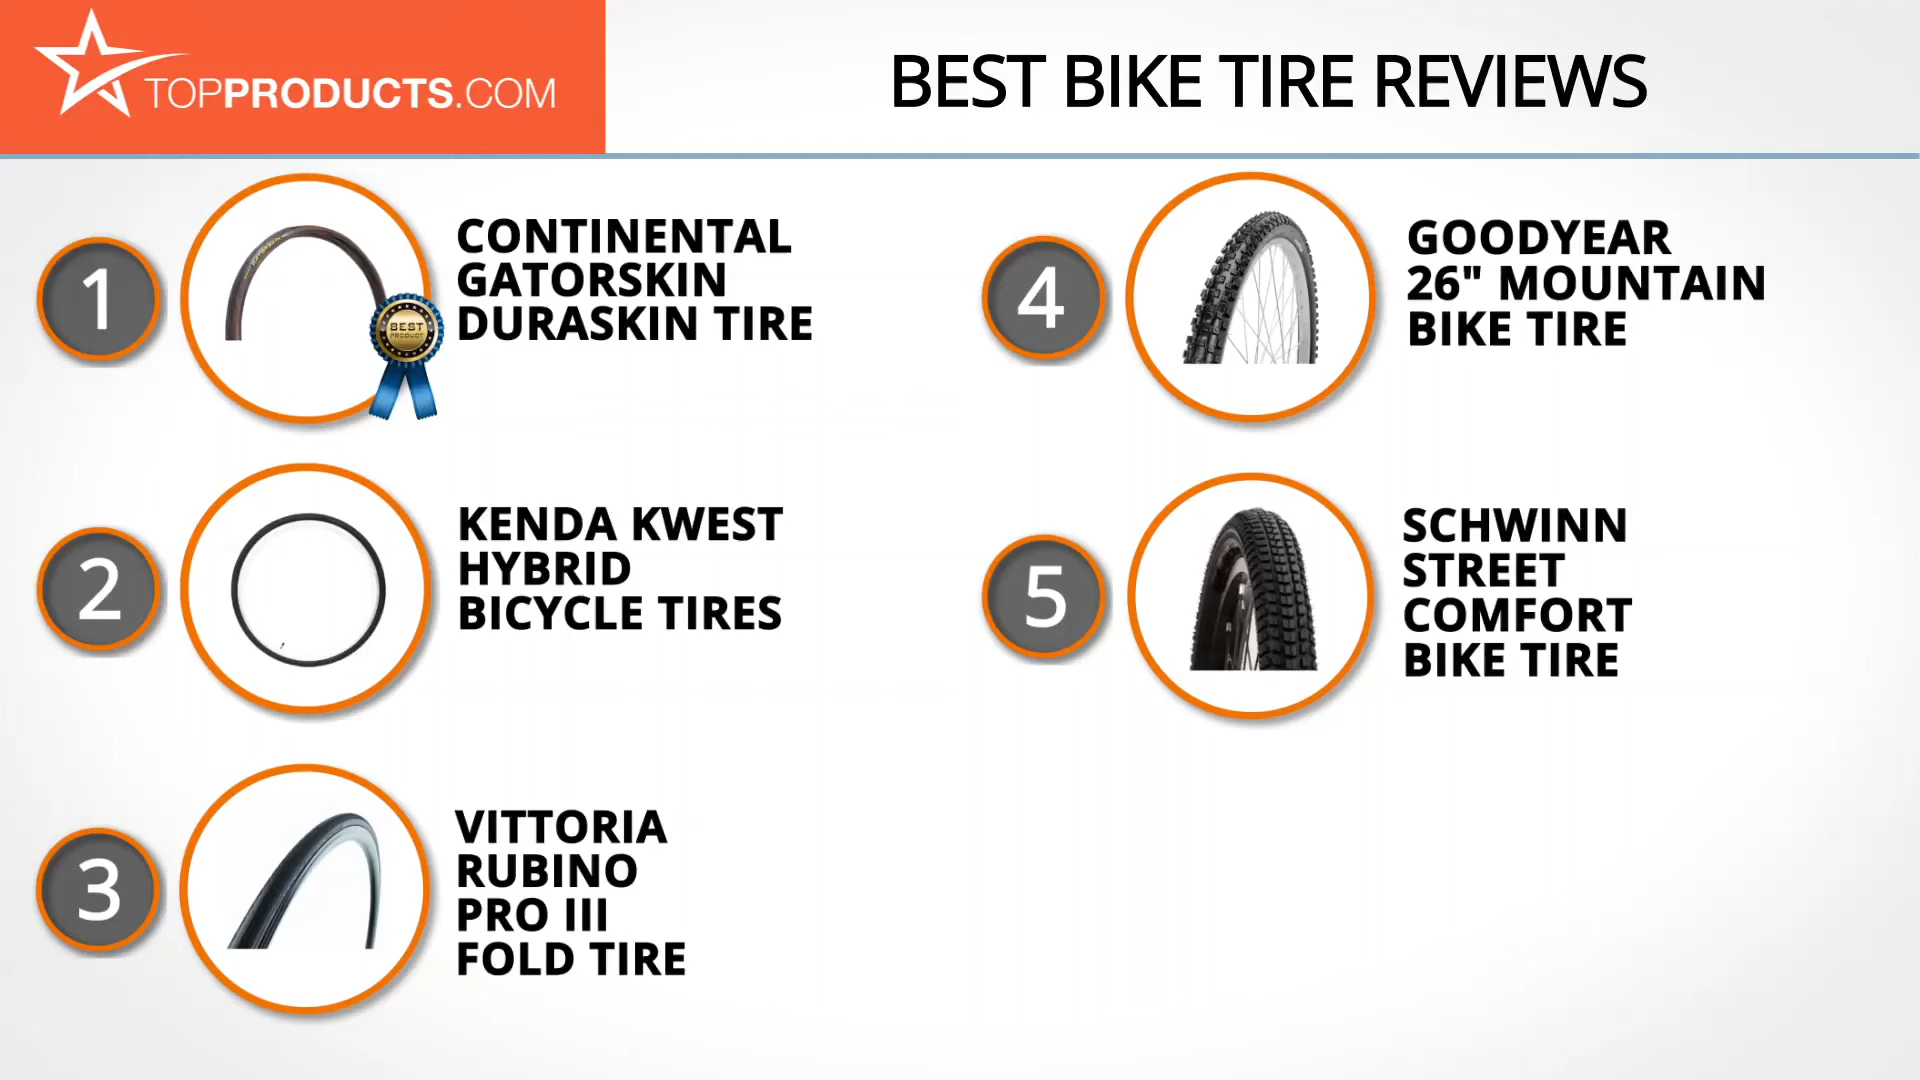 TOPPRODUCTS.COM
BEST BIKE TIRE REVIEWS
1
CONTINENTAL
GATORSKIN
DURASKIN TIRE
BEST
PRODUCT
2
KENDA KWEST
HYBRID
BICYCLE TIRES
3
VITTORIA
RUBINO
PRO III
FOLD TIRE
4
GOODYEAR
26" MOUNTAIN
BIKE TIRE
5
SCHWINN
STREET
COMFORT
BIKE TIRE